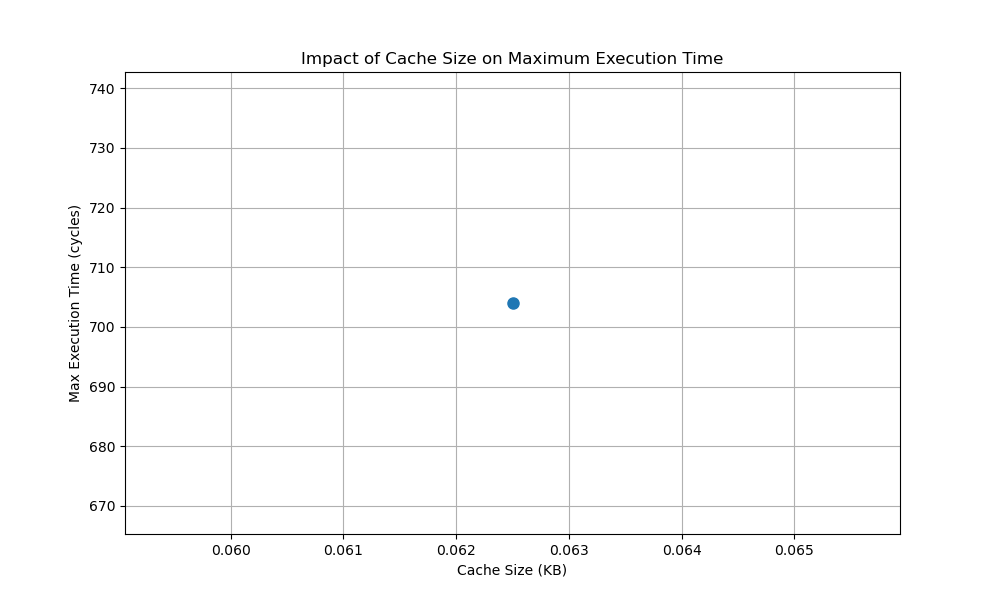 Impact of Cache Size on Maximum Execution Time
Max Execution Time (cycles)
740
730
720
710
700
690
680
670
0.060 0.061 0.062 0.063 0.064 0.065
Cache Size (KB)